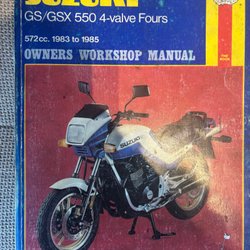 SUZUKI
GS/GSX 550 4-valve Fours
572cc. 1983 to 1985
OWNERS WORKSHOP MANUAL
SUZUKI